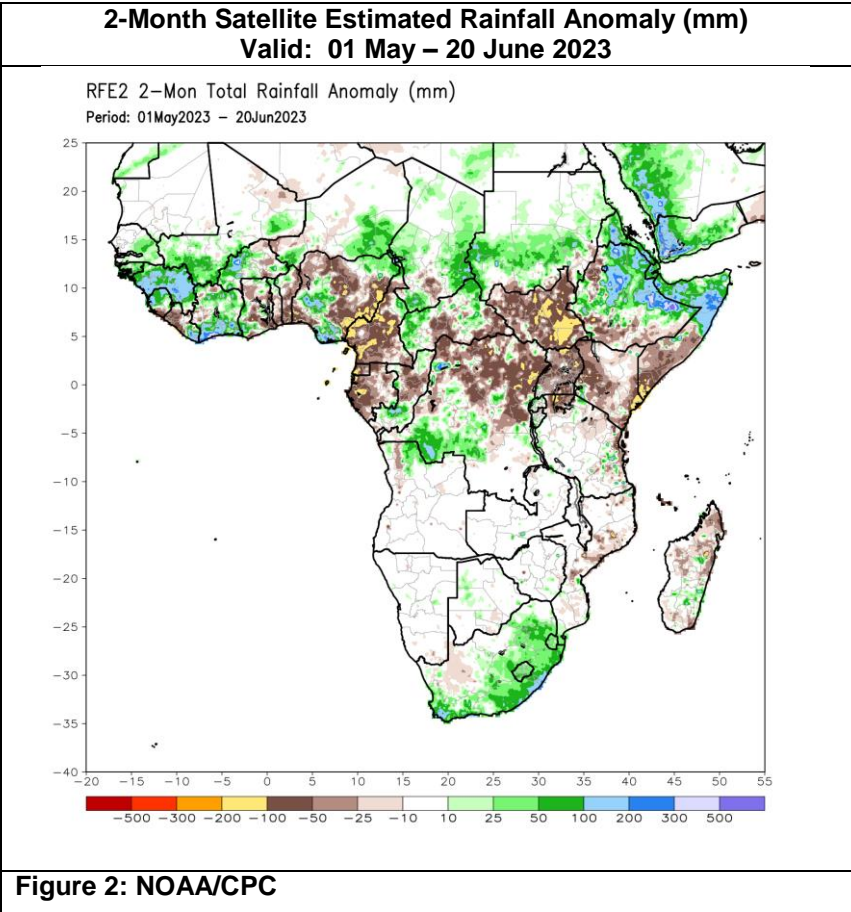 2-Month Satellite Estimated Rainfall Anomaly (mm)
Valid: 01 May – 20 June 2023
RFE2 2-Mon Total Rainfall Anomaly (mm)
Period: 01May2023 – 20Jun2023
25
20
15
10
5
0
-5
-10
-15
-20
-25
-30
-35
-40
-20 -15 -10 -5 0 5 10 15 20 25 30 35 40 45 50 55
-500 -300 -200 -100 -50 -25 -10 10 25 50 100 200 300 500
Figure 2: NOAA/CPC